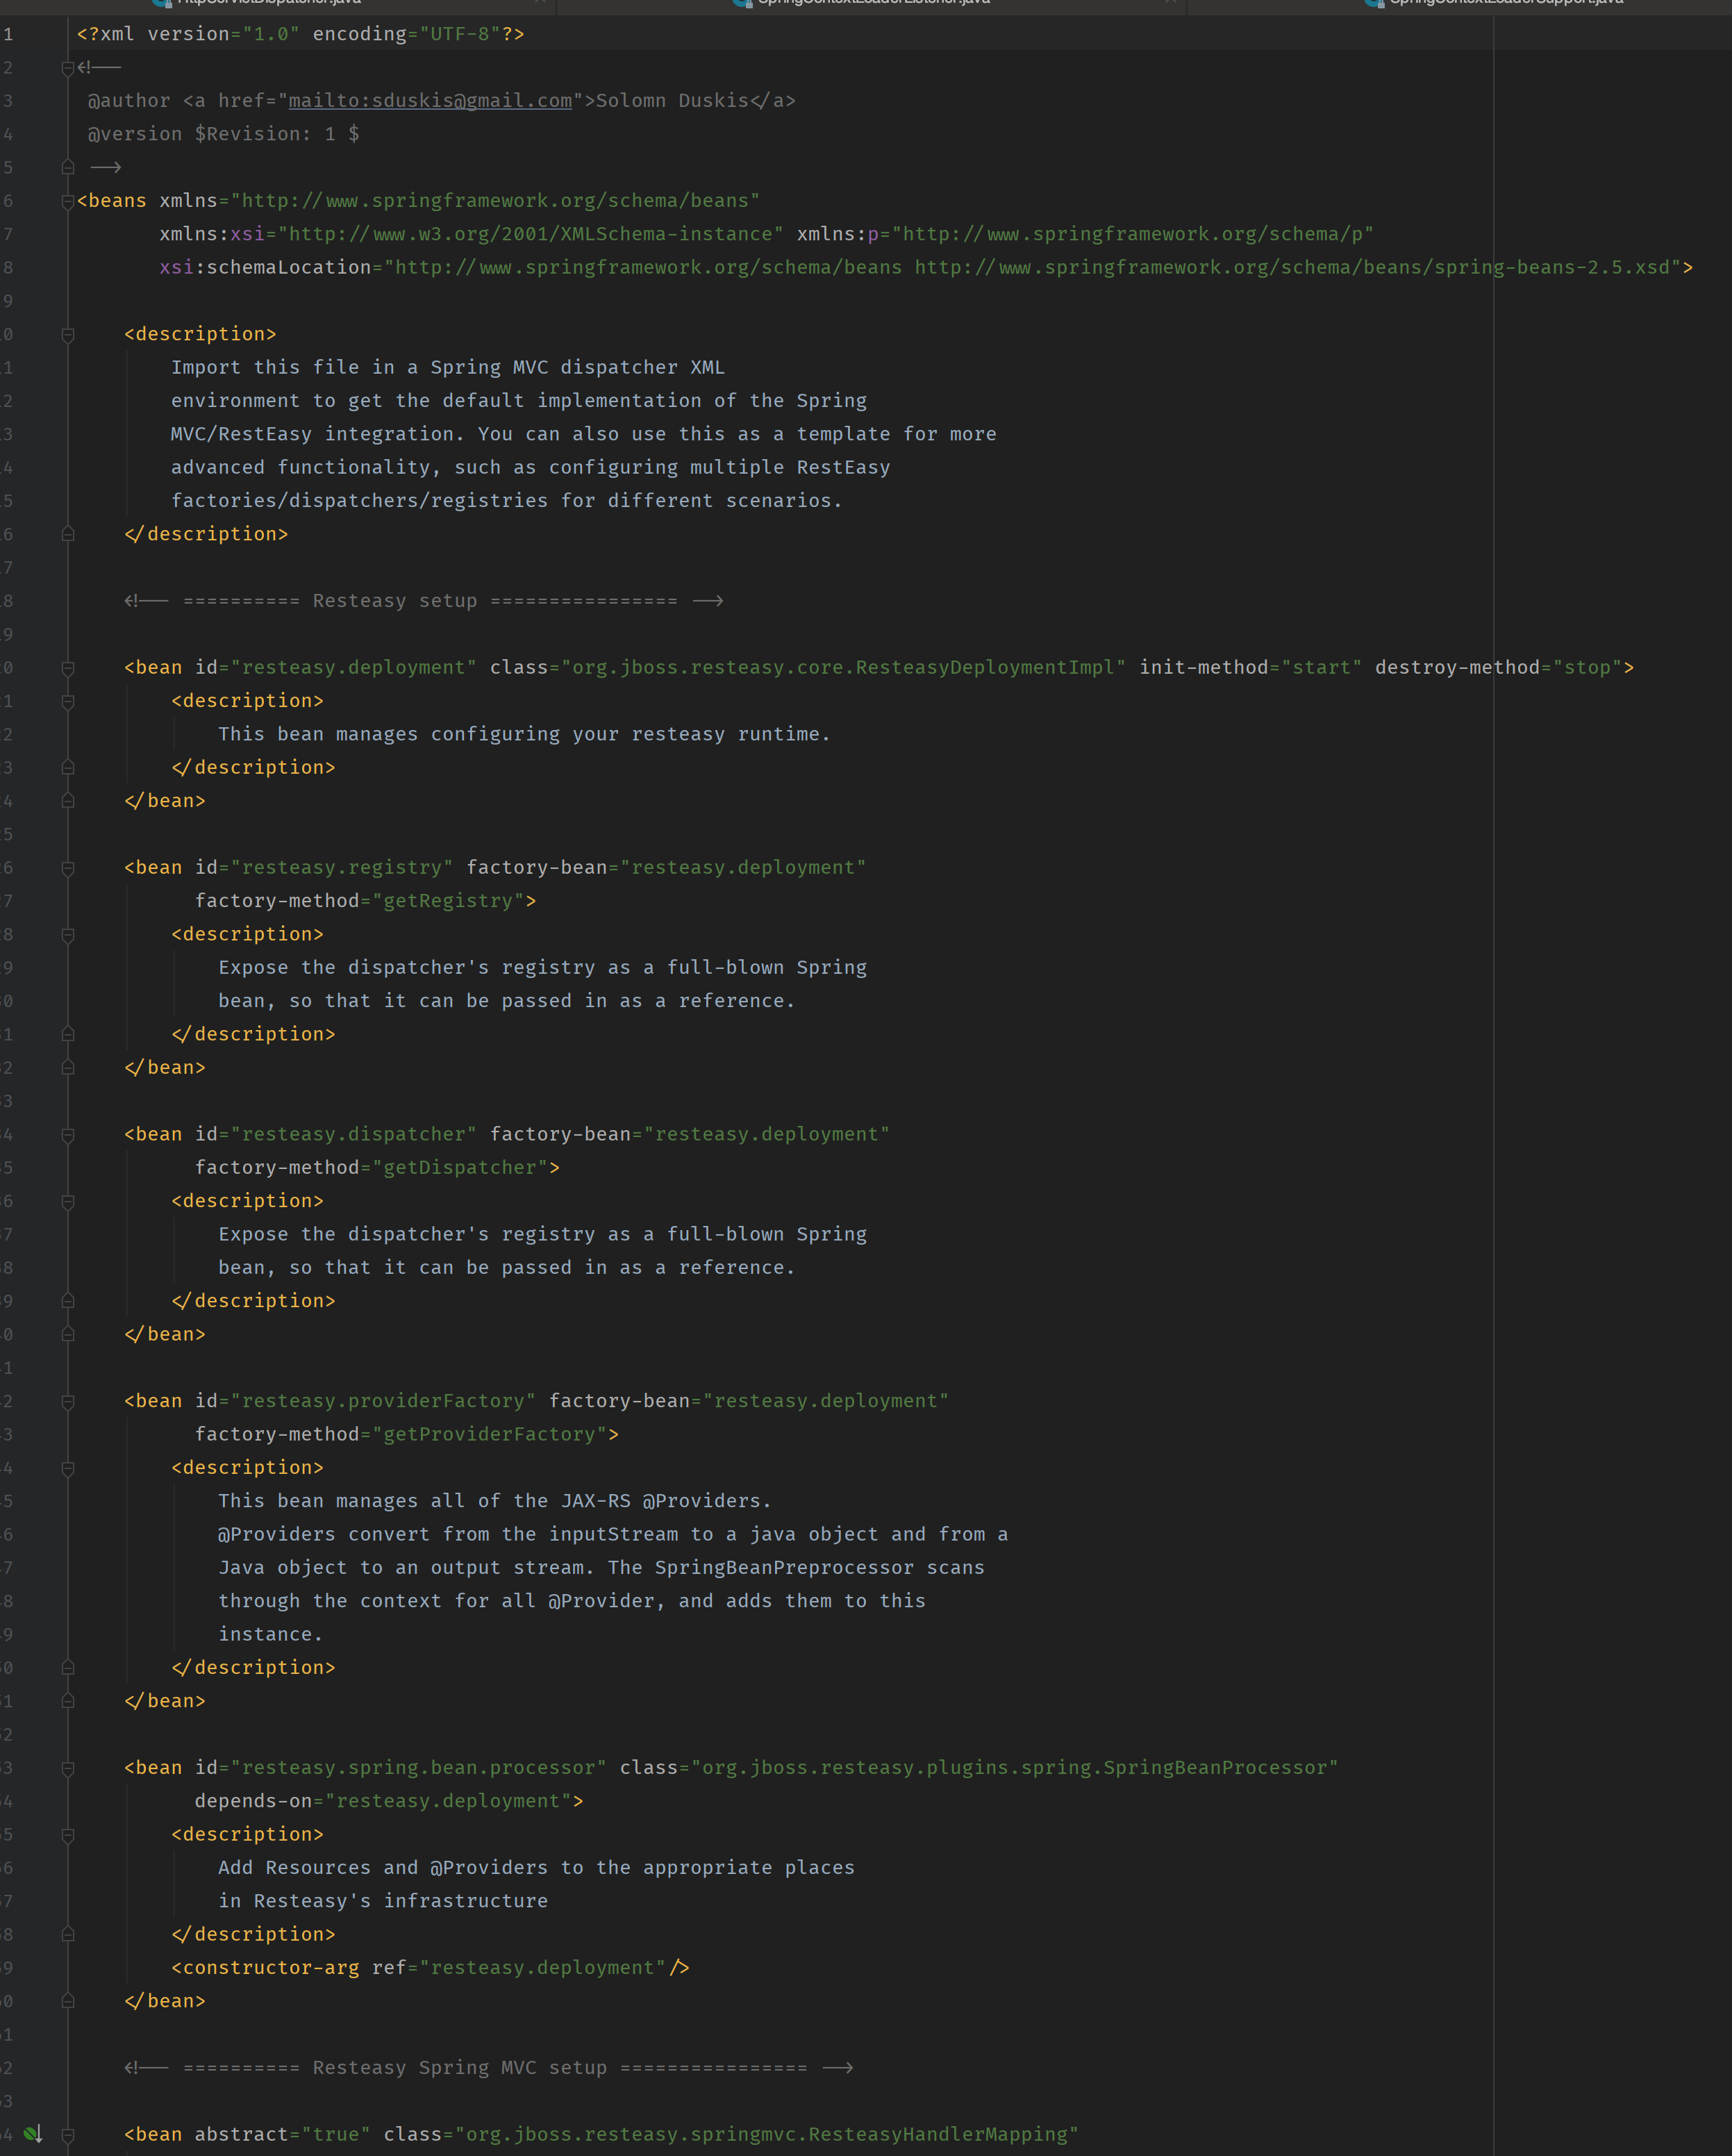 HttpServletDispatcher.java SpringContextLoaderListener.java SpringContextLoaderSupport.java
1 <?xml version="1.0" encoding="UTF-8"?>
2 <!--
3 @author <a href="mailto:sduskis@gmail.com">Solomn Duskis</a>
4 @version $Revision: 1 $
5 -->
6 <beans xmlns="http://www.springframework.org/schema/beans"
7 xmlns:xsi="http://www.w3.org/2001/XMLSchema-instance" xmlns:p="http://www.springframework.org/schema/p"
8 xsi:schemaLocation="http://www.springframework.org/schema/beans http://www.springframework.org/schema/beans/spring-beans-2.5.xsd">
9
0 <description>
1 Import this file in a Spring MVC dispatcher XML
2 environment to get the default implementation of the Spring
3 MVC/RestEasy integration. You can also use this as a template for more
4 advanced functionality, such as configuring multiple RestEasy
5 factories/dispatchers/registries for different scenarios.
6 </description>
7
8 <!-- ========== Resteasy setup ================ -->
9
0 <bean id="resteasy.deployment" class="org.jboss.resteasy.core.ResteasyDeploymentImpl" init-method="start" destroy-method="stop">
1 <description>
2 This bean manages configuring your resteasy runtime.
3 </description>
4 </bean>
5
6 <bean id="resteasy.registry" factory-bean="resteasy.deployment"
7 factory-method="getRegistry">
8 <description>
9 Expose the dispatcher's registry as a full-blown Spring
0 bean, so that it can be passed in as a reference.
1 </description>
2 </bean>
3
4 <bean id="resteasy.dispatcher" factory-bean="resteasy.deployment"
5 factory-method="getDispatcher">
6 <description>
7 Expose the dispatcher's registry as a full-blown Spring
8 bean, so that it can be passed in as a reference.
9 </description>
0 </bean>
1
2 <bean id="resteasy.providerFactory" factory-bean="resteasy.deployment"
3 factory-method="getProviderFactory">
4 <description>
5 This bean manages all of the JAX-RS @Providers.
6 @Providers convert from the inputStream to a java object and from a
7 Java object to an output stream. The SpringBeanPreprocessor scans
8 through the context for all @Provider, and adds them to this
9 instance.
0 </description>
1 </bean>
2
3 <bean id="resteasy.spring.bean.processor" class="org.jboss.resteasy.plugins.spring.SpringBeanProcessor"
4 depends-on="resteasy.deployment">
5 <description>
6 Add Resources and @Providers to the appropriate places
7 in Resteasy's infrastructure
8 </description>
9 <constructor-arg ref="resteasy.deployment"/>
0 </bean>
1
2 <!-- ========== Resteasy Spring MVC setup ================ -->
3
4 <bean abstract="true" class="org.jboss.resteasy.springmvc.ResteasyHandlerMapping"